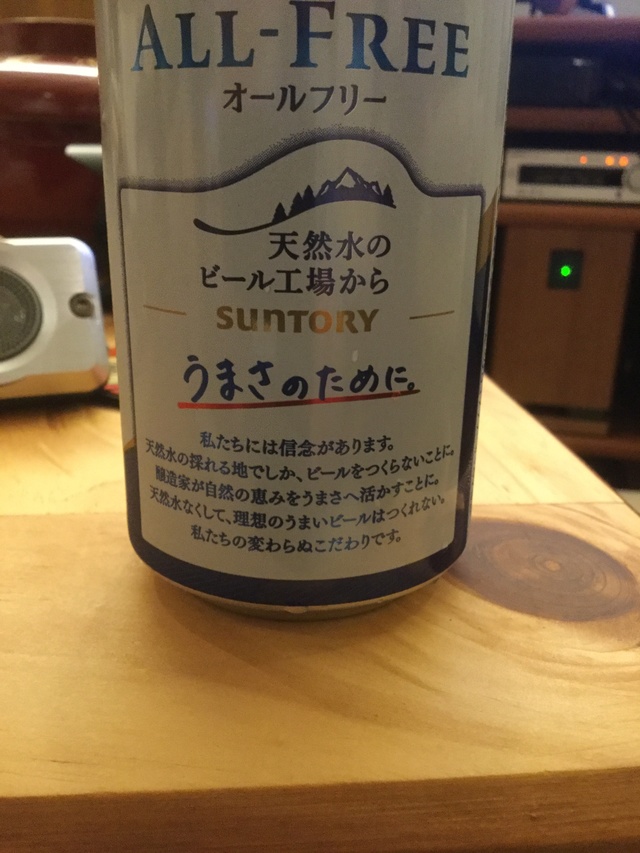 ALL-FREE
オールフリー
天然水の
ビール工場から
SUNTORY
うまさのために。
私たちには信念があります。
天然水の採れる地でしか、ビールをつくらないことに。
醸造家が自然の恵みをうまさへ活かすことに。
天然水なくして、理想のうまいビールはつくれない。
私たちの変わらぬこだわりです。